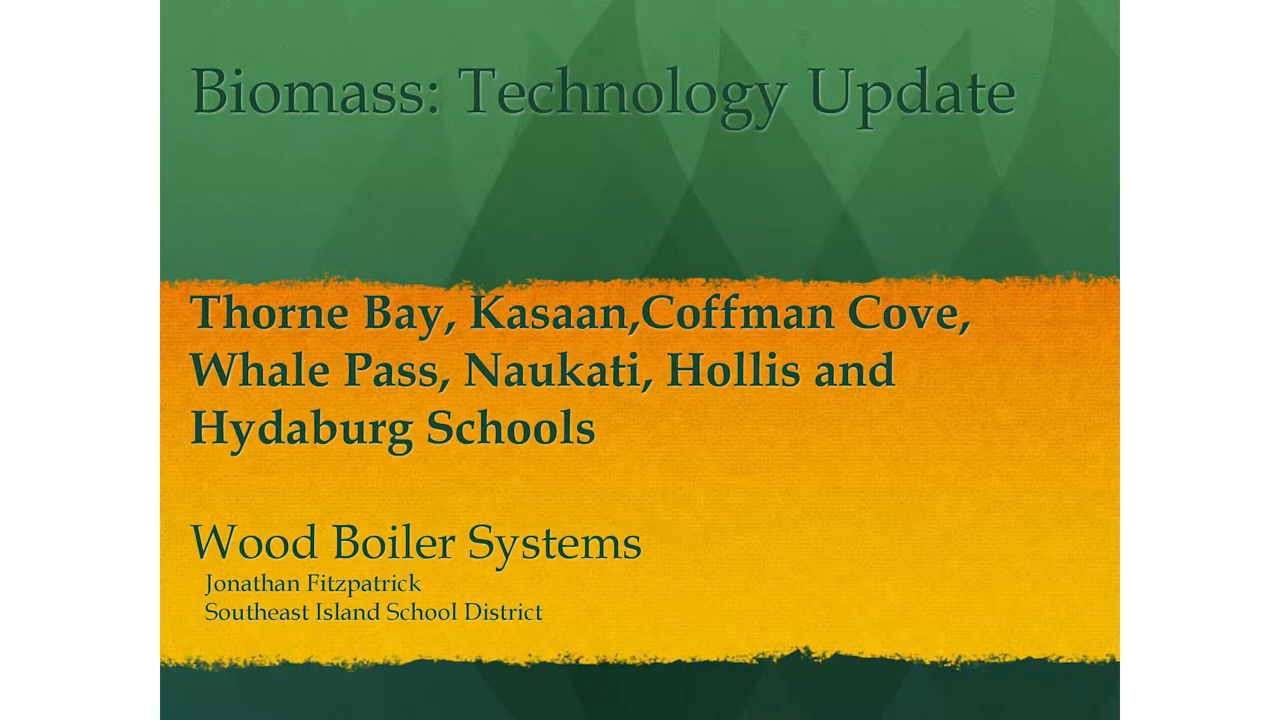 Biomass: Technology Update
Thorne Bay, Kasaan,Coffman Cove,
Whale Pass, Naukati, Hollis and
Hydaburg Schools
Wood Boiler Systems
Jonathan Fitzpatrick
Southeast Island School District